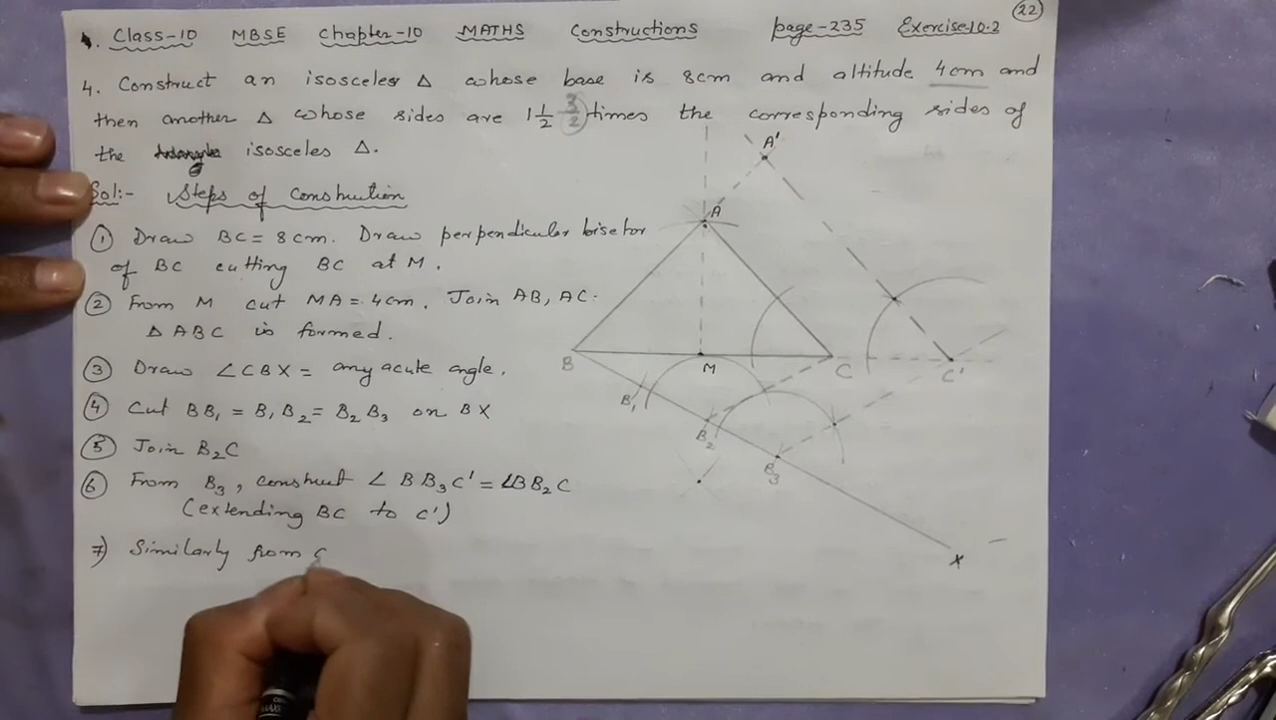 22
Class-10 MBSE Chapter-10 MATHS Constructions page-235 Exercise 10.2
4. Construct an isosceles Δ whose base is 8cm and altitude 4cm and
then another Δ whose sides are 1 1/2 3/2 times the corresponding sides of
the isosceles Δ.
Sol:- Steps of Construction
① Draw BC = 8cm. Draw perpendicular bisetor
of BC cutting BC at M.
② From M cut MA = 4cm. Join AB, AC.
Δ ABC is formed.
③ Draw ∠CBX = any acute angle.
④ Cut BB₁ = B₁B₂ = B₂B₃ on BX
⑤ Join B₂C
⑥ From B₃, construct ∠BB₃C' = ∠BB₂C
(extending BC to C')
7) Similarly from
A'
A
B
M
C
C'
B₁
B₂
B₃
X